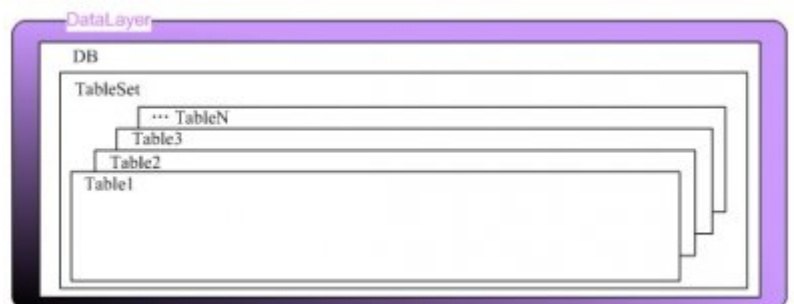 DataLayer
DB
TableSet
... TableN
Table3
Table2
Table1